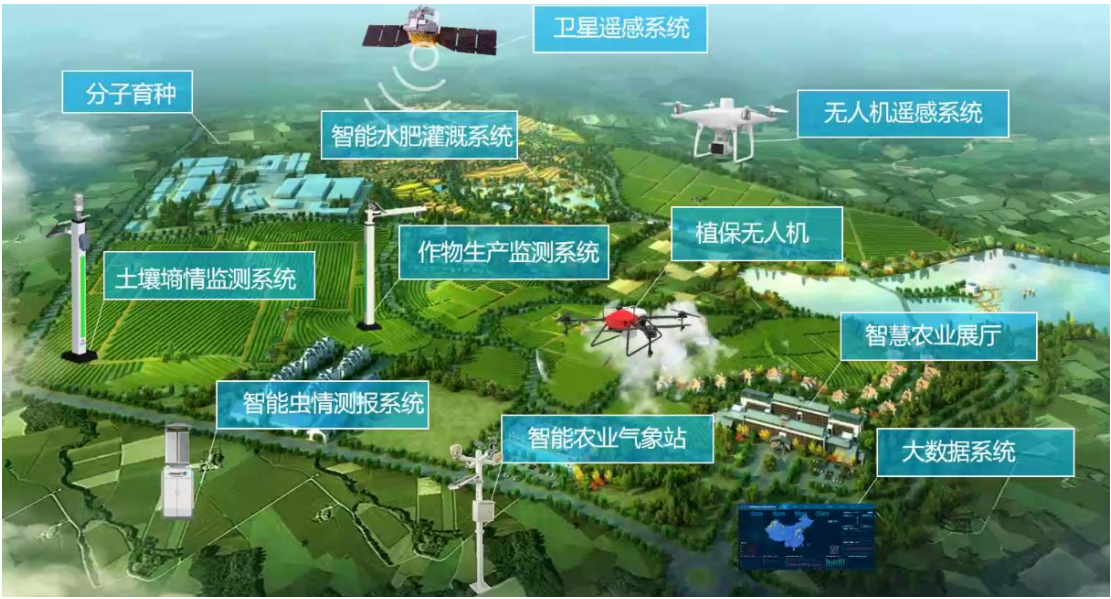 卫星遥感系统
分子育种
无人机遥感系统
智能水肥灌溉系统
植保无人机
作物生产监测系统
土壤墒情监测系统
智慧农业展厅
智能虫情测报系统
智能农业气象站
大数据系统